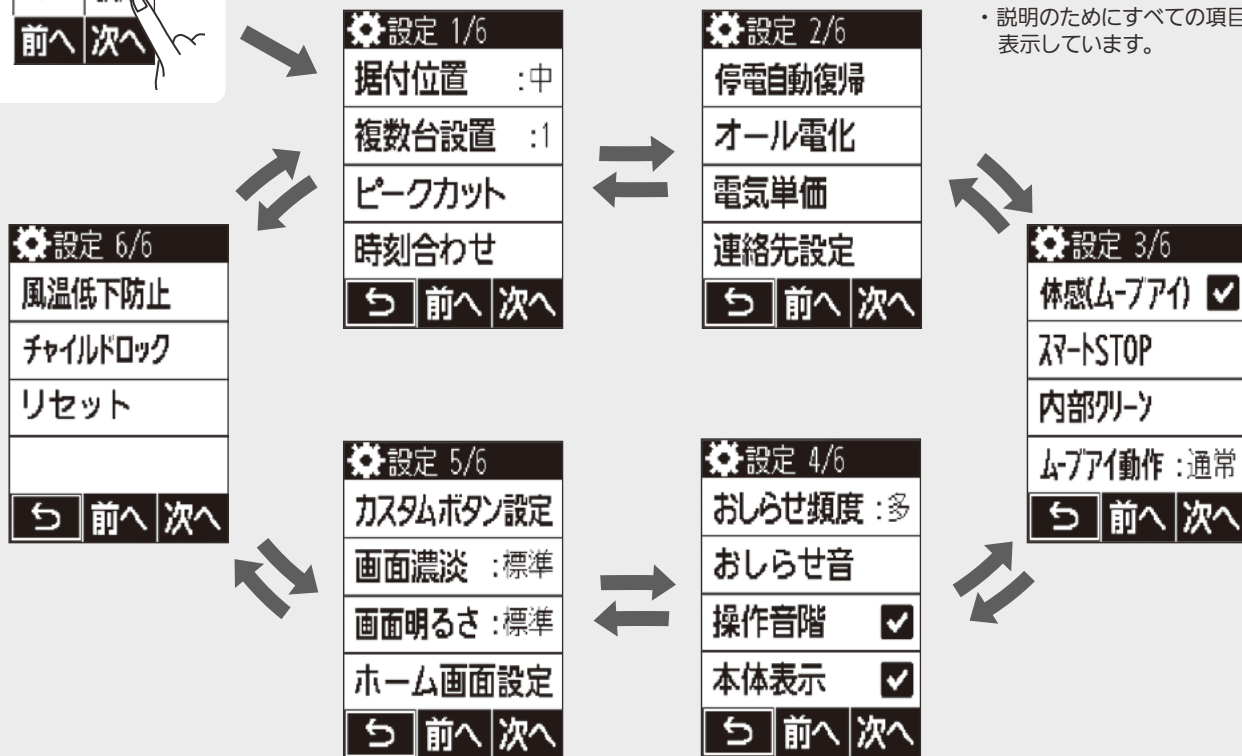 前へ 次へ
・説明のためにすべての項目
表示しています。
設定 1/6
据付位置 :中
複数台設置 :1
ピークカット
時刻合わせ
前へ 次へ
設定 2/6
停電自動復帰
オール電化
電気単価
連絡先設定
前へ 次へ
設定 3/6
体感(ムーブアイ)
スマートSTOP
内部クリーン
ムーブアイ動作 :通常
前へ 次へ
設定 4/6
おしらせ頻度 :多
おしらせ音
操作音階
本体表示
前へ 次へ
設定 5/6
カスタムボタン設定
画面濃淡 :標準
画面明るさ :標準
ホーム画面設定
前へ 次へ
設定 6/6
風温低下防止
チャイルドロック
リセット
前へ 次へ